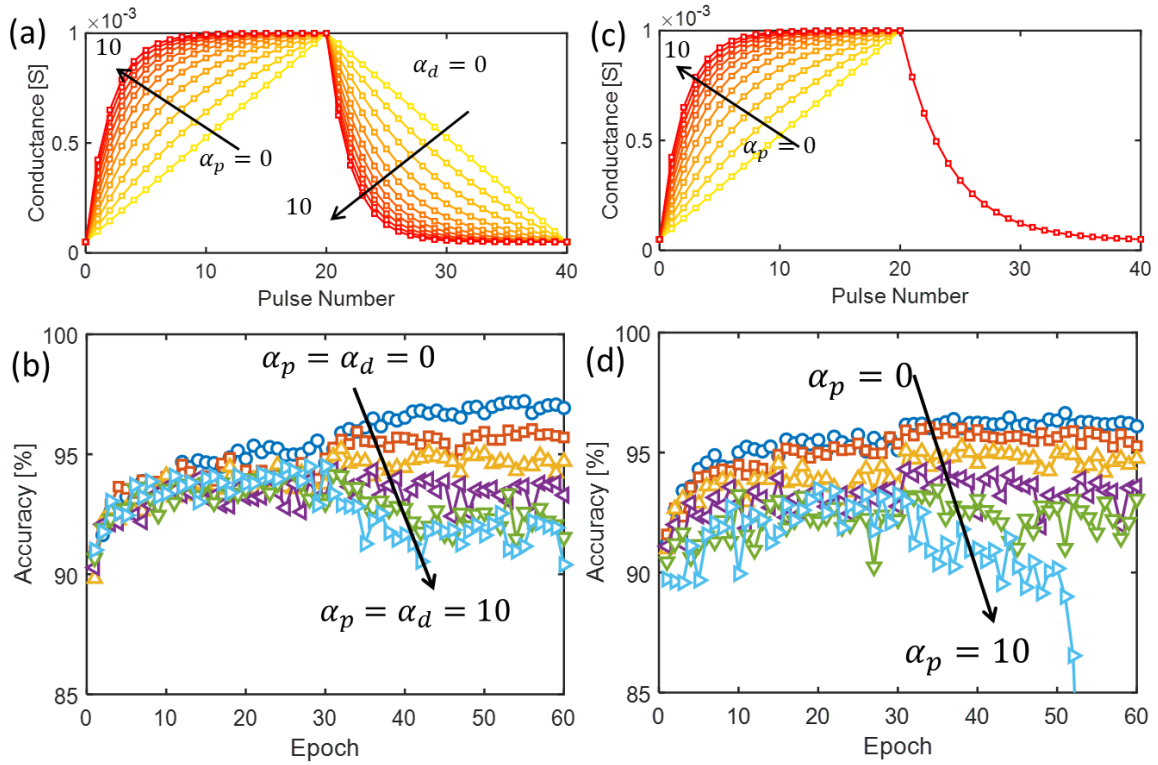 (a)
×10⁻³
1
0.5
0
Conductance [S]
10
α_p = 0
α_d = 0
10
0
10
20
30
40
Pulse Number
(c)
×10⁻³
1
0.5
0
Conductance [S]
10
α_p = 0
0
10
20
30
40
Pulse Number
(b)
100
95
90
85
Accuracy [%]
α_p = α_d = 0
α_p = α_d = 10
0
10
20
30
40
50
60
Epoch
(d)
100
95
90
85
Accuracy [%]
α_p = 0
α_p = 10
0
10
20
30
40
50
60
Epoch